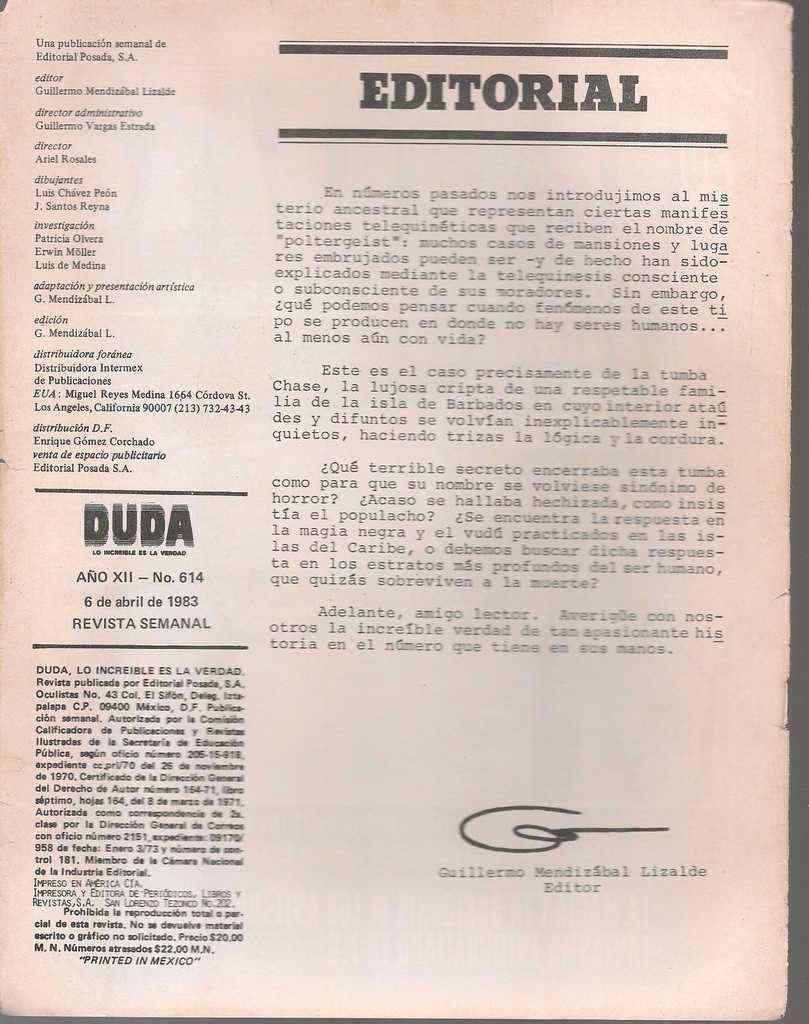 Una publicación semanal de
Editorial Posada, S.A.
editor
Guillermo Mendizábal Lizalde
director administrativo
Guillermo Vargas Estrada
director
Ariel Rosales
dibujantes
Luis Chávez Peón
J. Santos Reyna
investigación
Patricia Olvera
Erwin Möller
Luis de Medina
adaptación y presentación artística
G. Mendizábal L.
edición
G. Mendizábal L.
distribuidora foránea
Distribuidora Intermex
de Publicaciones
EUA: Miguel Reyes Medina 1664 Córdova St.
Los Angeles, California 90007 (213) 732-43-43
distribución D.F.
Enrique Gómez Corchado
venta de espacio publicitario
Editorial Posada S.A.
DUDA
LO INCREIBLE ES LA VERDAD
AÑO XII – No. 614
6 de abril de 1983
REVISTA SEMANAL
DUDA, LO INCREIBLE ES LA VERDAD.
Revista publicada por Editorial Posada, S.A.
Oculistas No. 43 Col. El Sifón, Deleg. Izta-
palapa C.P. 09400 México, D.F. Publica-
ción semanal. Autorizada por la Comisión
Calificadora de Publicaciones y Revistas
Ilustradas de la Secretaría de Educación
Pública, según oficio número 205-15-918,
expediente cc.pri/70 del 26 de noviembre
de 1970. Certificado de la Dirección General
del Derecho de Autor número 164-71, libro
séptimo, hojas 164, del 8 de marzo de 1971.
Autorizada como correspondencia de 2a.
clase por la Dirección General de Correos
con oficio número 2151, expediente: 09170/
958 de fecha: Enero 3/73 y número de con-
trol 181. Miembro de la Cámara Nacional
de la Industria Editorial.
IMPRESO EN AMÉRICA CÍA.
IMPRESORA Y EDITORA DE PERIÓDICOS, LIBROS Y
REVISTAS, S.A. SAN LORENZO TEZONCO No. 202.
Prohibida la reproducción total o par-
cial de esta revista. No se devuelve material
escrito o gráfico no solicitado. Precio $20.00
M. N. Números atrasados $22.00 M.N.
"PRINTED IN MEXICO"
EDITORIAL
En números pasados nos introdujimos al mis
terio ancestral que representan ciertas manifes
taciones telequinéticas que reciben el nombre de
"poltergeist": muchos casos de mansiones y luga
res embrujados pueden ser -y de hecho han sido-
explicados mediante la telequinesis consciente
o subconsciente de sus moradores. Sin embargo,
¿qué podemos pensar cuando fenómenos de este ti
po se producen en donde no hay seres humanos...
al menos aún con vida?
Este es el caso precisamente de la tumba
Chase, la lujosa cripta de una respetable fami-
lia de la isla de Barbados en cuyo interior ataú
des y difuntos se volvían inexplicablemente in-
quietos, haciendo trizas la lógica y la cordura.
¿Qué terrible secreto encerraba esta tumba
como para que su nombre se volviese sinónimo de
horror? ¿Acaso se hallaba hechizada, como insis
tía el populacho? ¿Se encuentra la respuesta en
la magia negra y el vudú practicados en las is-
las del Caribe, o debemos buscar dicha respues-
ta en los estratos más profundos del ser humano,
que quizás sobreviven a la muerte?
Adelante, amigo lector. Averigüe con nos-
otros la increíble verdad de tan apasionante his
toria en el número que tiene en sus manos.
Guillermo Mendizábal Lizalde
Editor